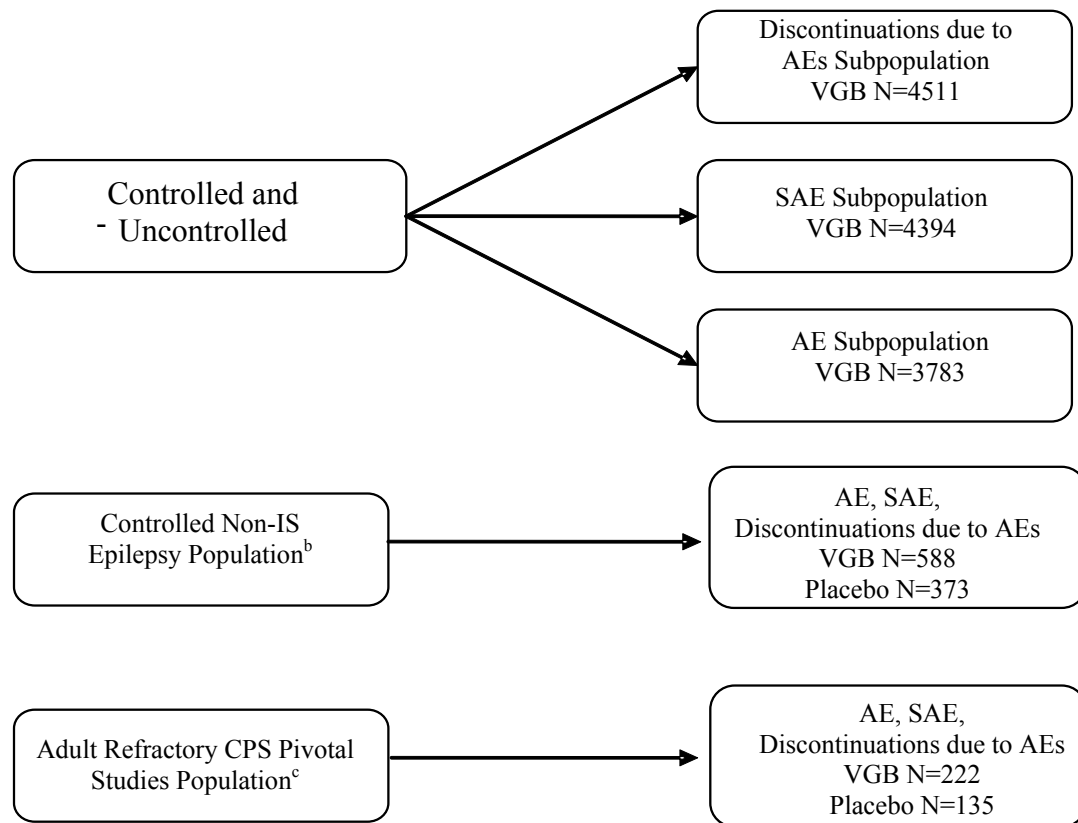 Controlled and
- Uncontrolled
Discontinuations due to
AEs Subpopulation
VGB N=4511
SAE Subpopulation
VGB N=4394
AE Subpopulation
VGB N=3783
Controlled Non-IS
Epilepsy Population^b
AE, SAE,
Discontinuations due to AEs
VGB N=588
Placebo N=373
Adult Refractory CPS Pivotal
Studies Population^c
AE, SAE,
Discontinuations due to AEs
VGB N=222
Placebo N=135